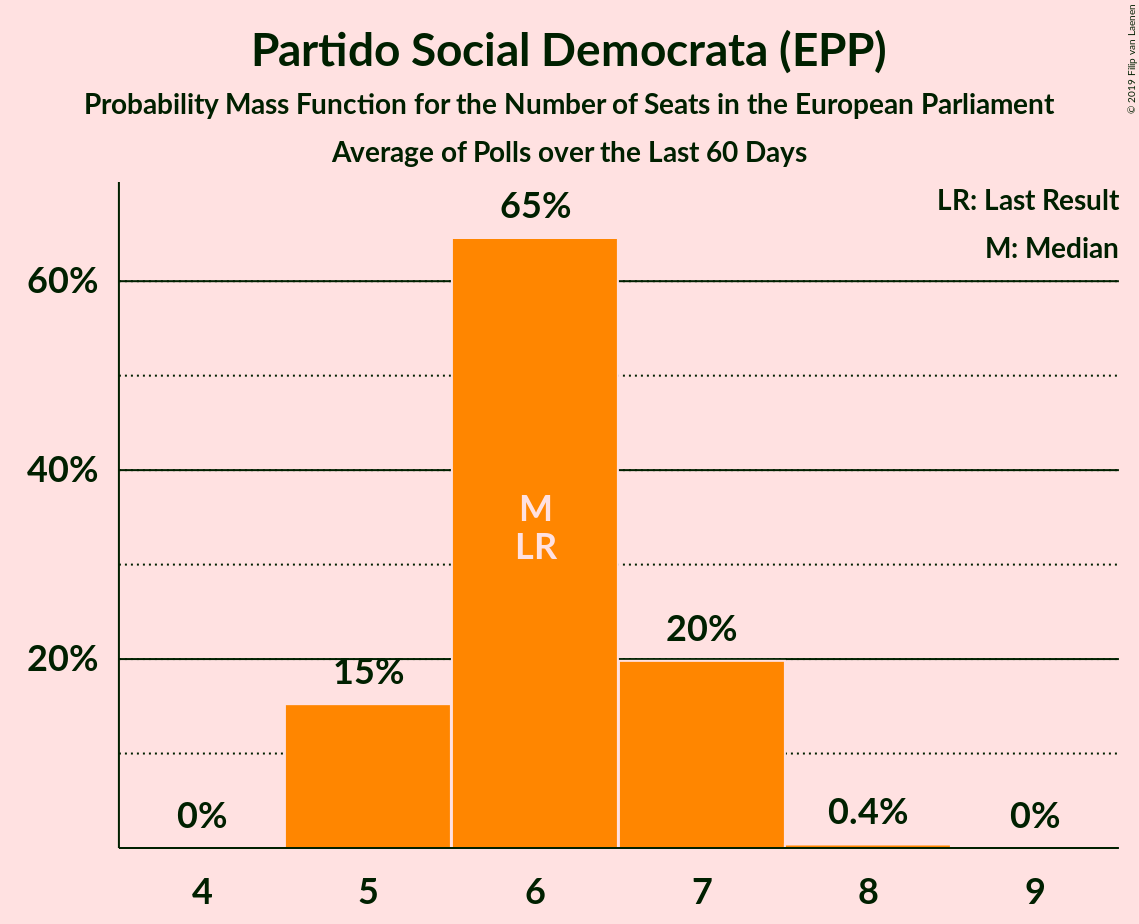 Partido Social Democrata (EPP)
Probability Mass Function for the Number of Seats in the European Parliament
Average of Polls over the Last 60 Days
© 2019 Filip van Laenen
LR: Last Result
M: Median
65%
60%
40%
M
LR
20%
20%
15%
0%
0.4%
0%
4 5 6 7 8 9